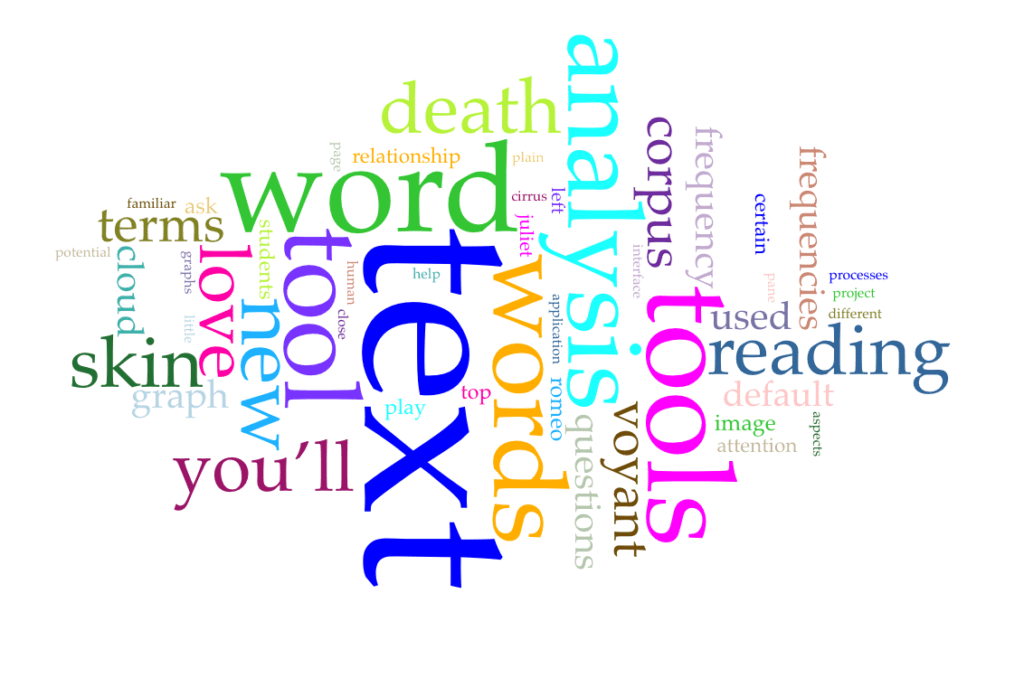 analysis
death
word
corpus
frequency
frequencies
page
relationship
plain
cirrus
left
juliet
familiar
ask
terms
students
certain
potential
cloud
graphs
love
tool
human
help
text
words
interface
pane
processes
project
different
little
new
close
application
tools
used
reading
skin
graph
play
top
romeo
default
image
attention
aspects
you’ll
questions
voyant